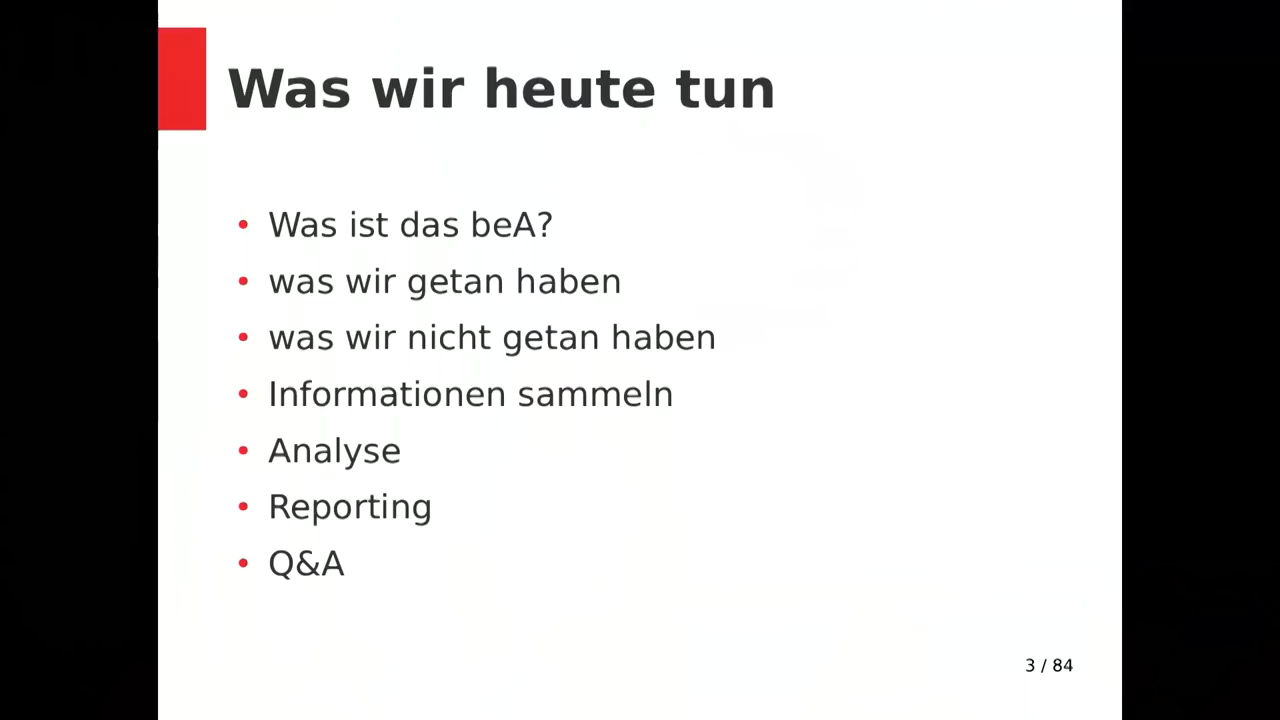 Was wir heute tun
• Was ist das beA?
• was wir getan haben
• was wir nicht getan haben
• Informationen sammeln
• Analyse
• Reporting
• Q&A
3 / 84